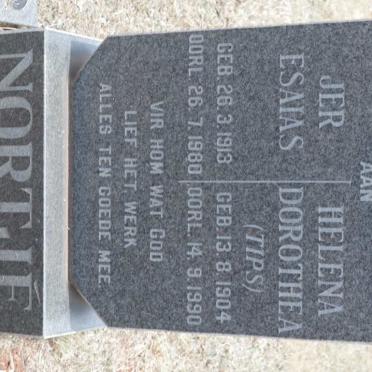 AAN
JER
ESAIAS
GEB 26 3 1913
OORL 26 7 1980
HELENA
DOROTHEA
(TIPS)
GEB 13 8 1904
OORL 14 9 1990
VIR HOM WAT GOD
LIEF HET, WERK
ALLES TEN GOEDE MEE
NORTJÉ